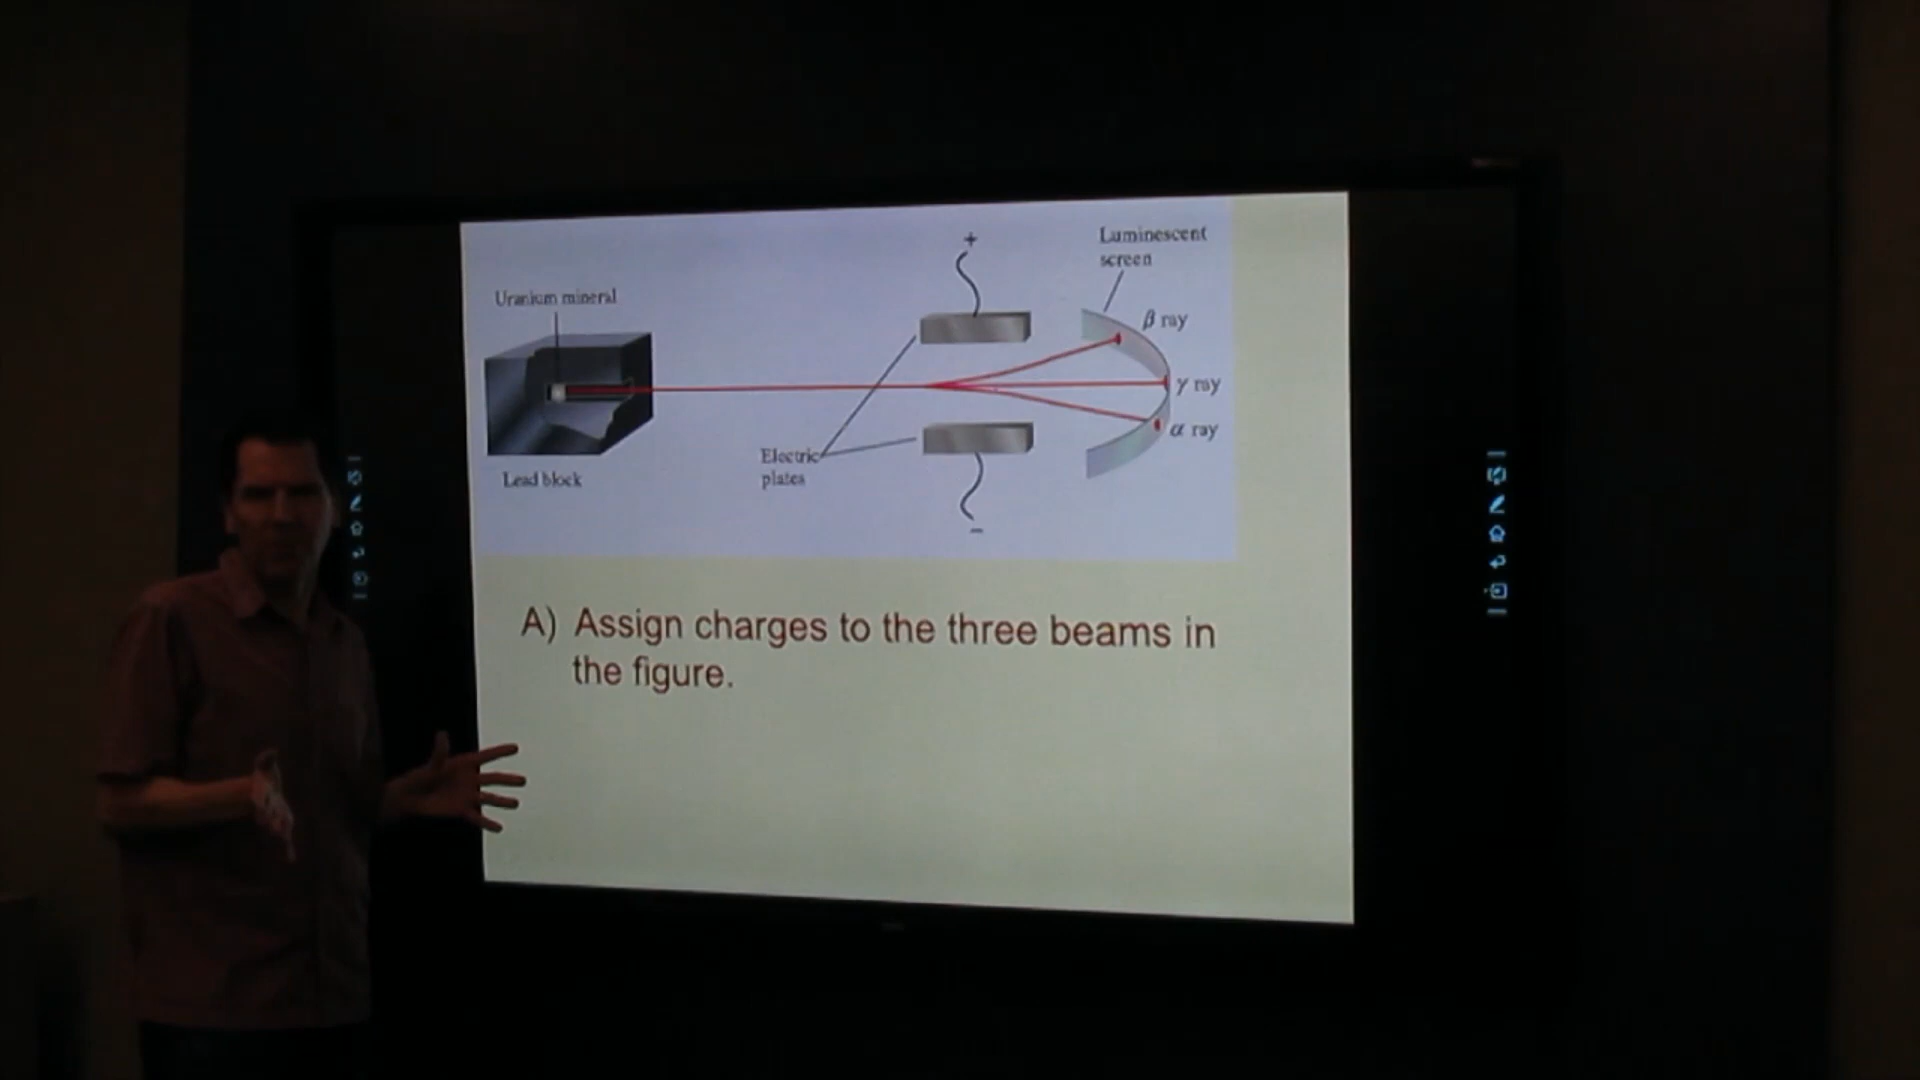 +
Luminescent
screen
Uranium mineral
β ray
γ ray
α ray
Electric
plates
Lead block
–
A) Assign charges to the three beams in
the figure.